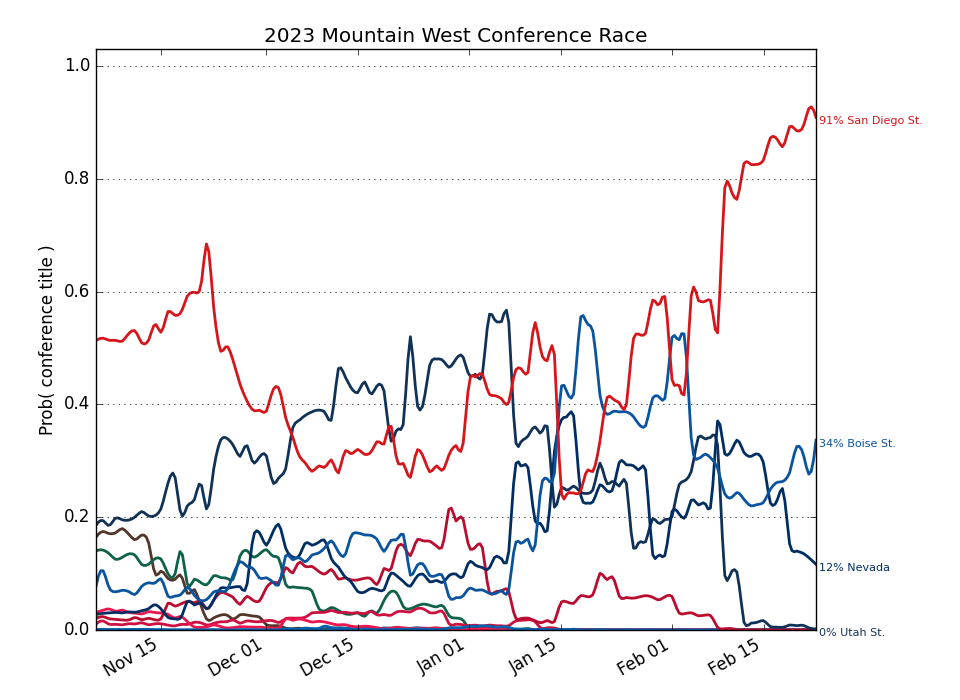 2023 Mountain West Conference Race
Prob( conference title )
1.0
0.8
0.6
0.4
0.2
0.0
Nov 15
Dec 01
Dec 15
Jan 01
Jan 15
Feb 01
Feb 15
91% San Diego St.
34% Boise St.
12% Nevada
0% Utah St.